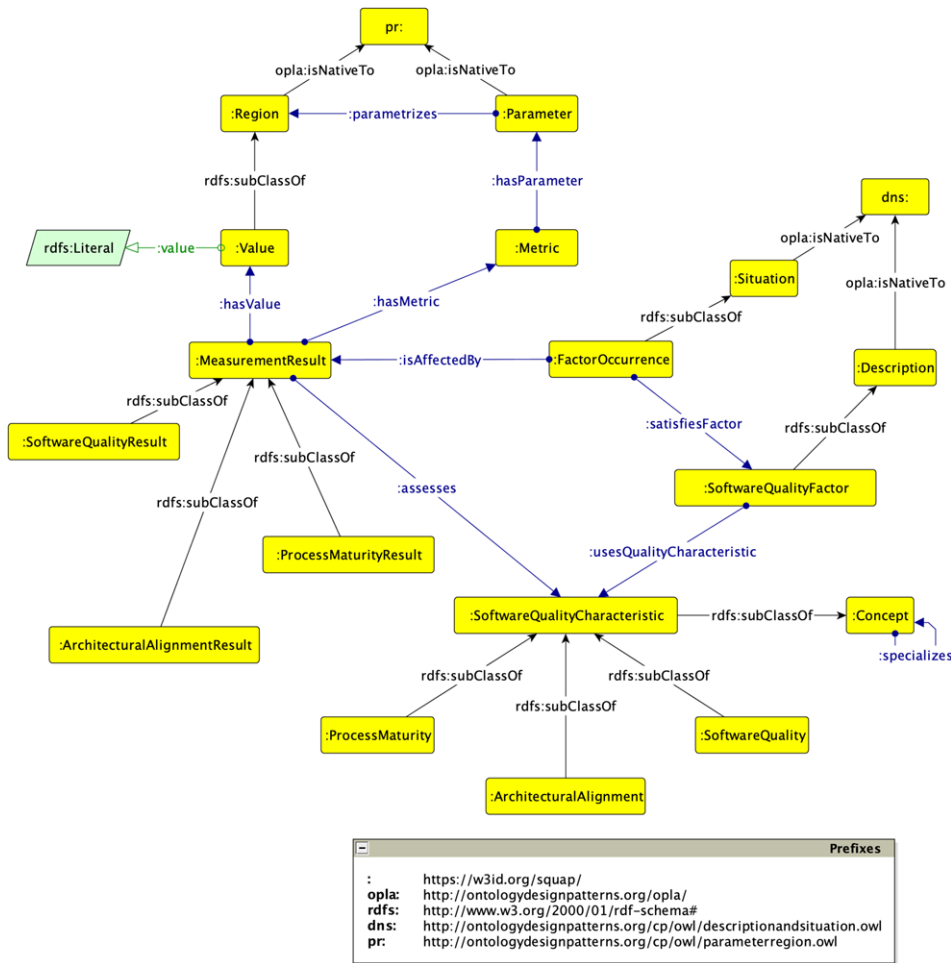 pr:
opla:isNativeTo
opla:isNativeTo
:Region
:parametrizes
:Parameter
rdfs:subClassOf
:hasParameter
dns:
rdfs:Literal
:value
:Value
:Metric
opla:isNativeTo
:Situation
opla:isNativeTo
:hasValue
:hasMetric
rdfs:subClassOf
:MeasurementResult
:isAffectedBy
:FactorOccurrence
:Description
rdfs:subClassOf
:satisfiesFactor
rdfs:subClassOf
:SoftwareQualityResult
rdfs:subClassOf
rdfs:subClassOf
:assesses
:SoftwareQualityFactor
:ProcessMaturityResult
:usesQualityCharacteristic
:SoftwareQualityCharacteristic
rdfs:subClassOf
:Concept
:ArchitecturalAlignmentResult
:specializes
rdfs:subClassOf
rdfs:subClassOf
rdfs:subClassOf
:ProcessMaturity
:SoftwareQuality
:ArchitecturalAlignment
Prefixes
: https://w3id.org/squap/
opla: http://ontologydesignpatterns.org/opla/
rdfs: http://www.w3.org/2000/01/rdf-schema#
dns: http://ontologydesignpatterns.org/cp/owl/descriptionandsituation.owl
pr: http://ontologydesignpatterns.org/cp/owl/parameterregion.owl